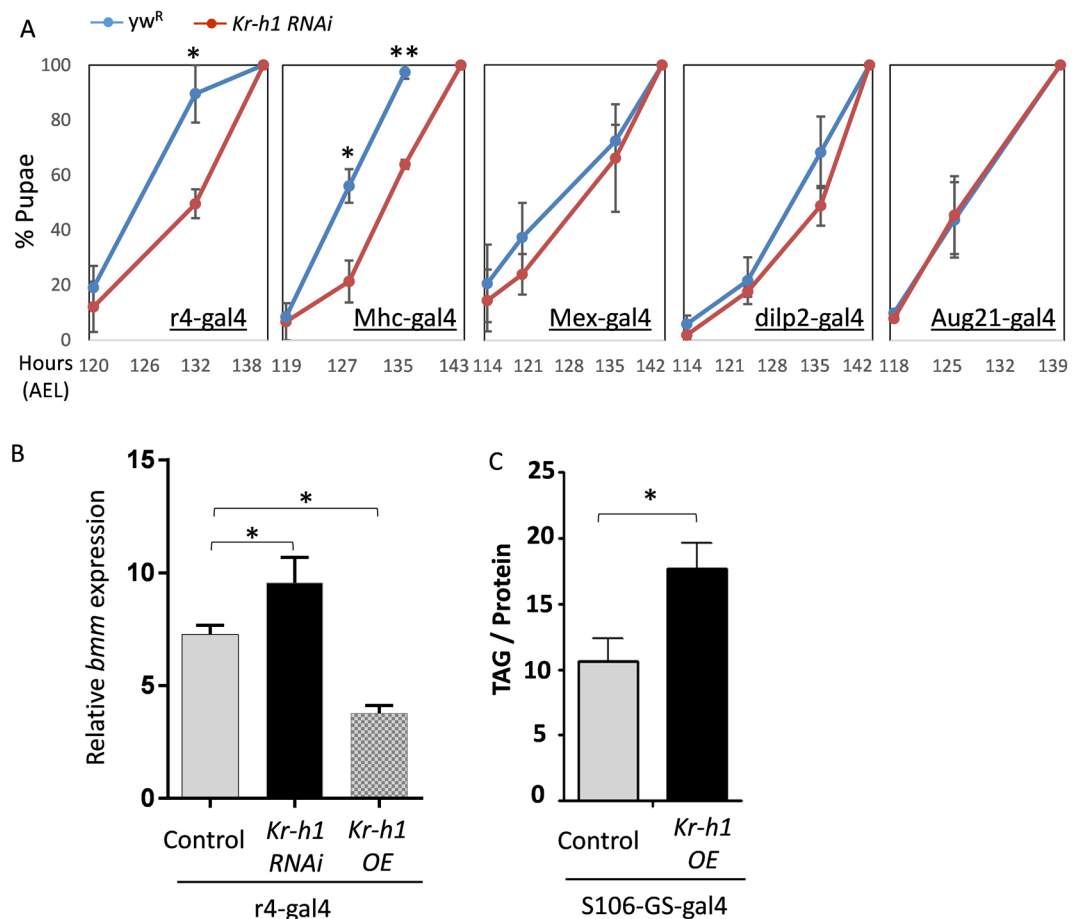 A
ywᴿ Kr-h1 RNAi
* * ** 
% Pupae
100
80
60
40
20
0
r4-gal4 Mhc-gal4 Mex-gal4 dilp2-gal4 Aug21-gal4
Hours 120 126 132 138 119 127 135 143 114 121 128 135 142 114 121 128 135 142 118 125 132 139
(AEL)
B
Relative bmm expression
15
10
5
0
*
*
Control Kr-h1 RNAi Kr-h1 OE
r4-gal4
C
TAG / Protein
25
20
15
10
5
0
*
Control Kr-h1 OE
S106-GS-gal4